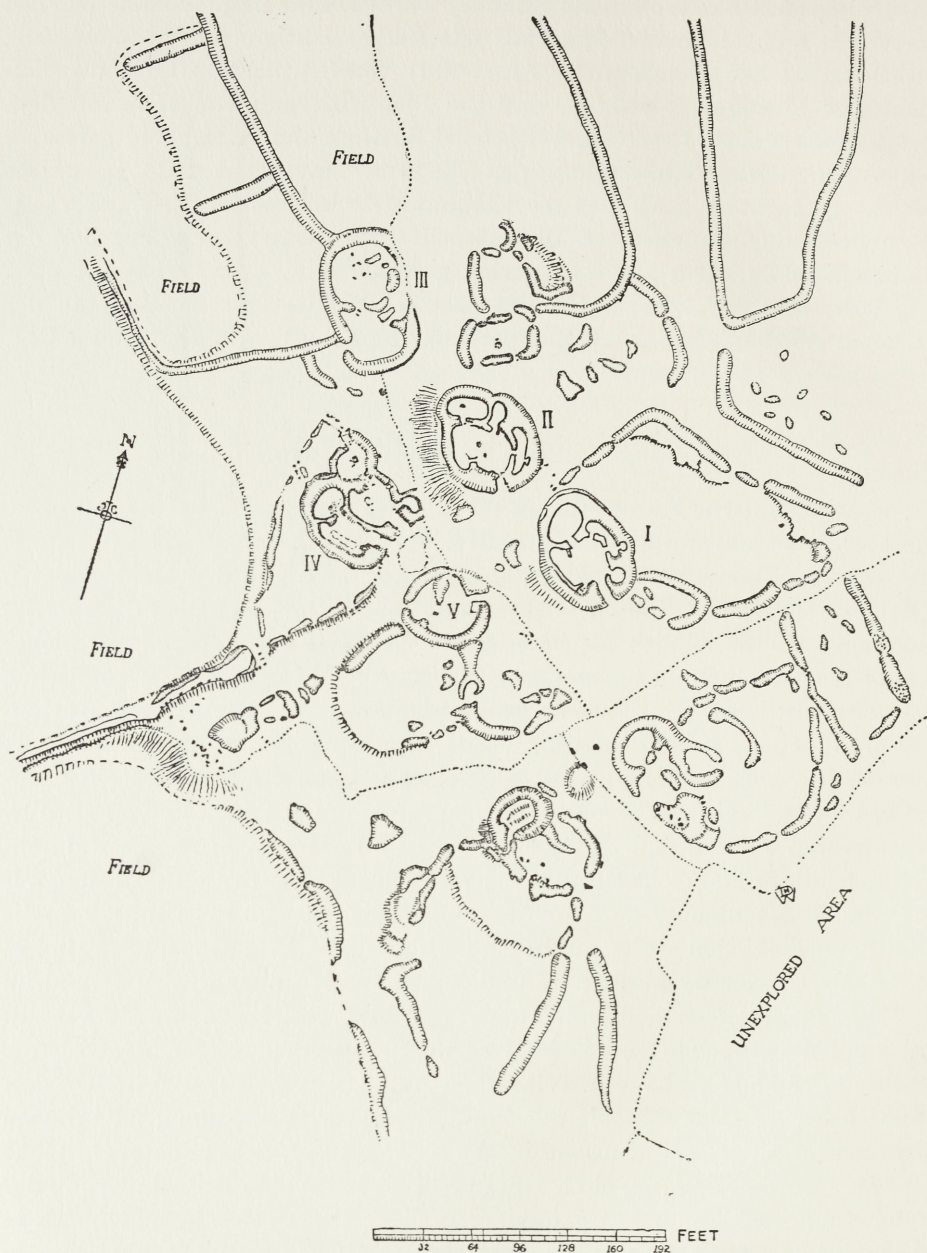 FIELD
III
FIELD
II
N
I
IV
V
FIELD
FIELD
UNEXPLORED AREA
FEET
32 64 96 128 160 192